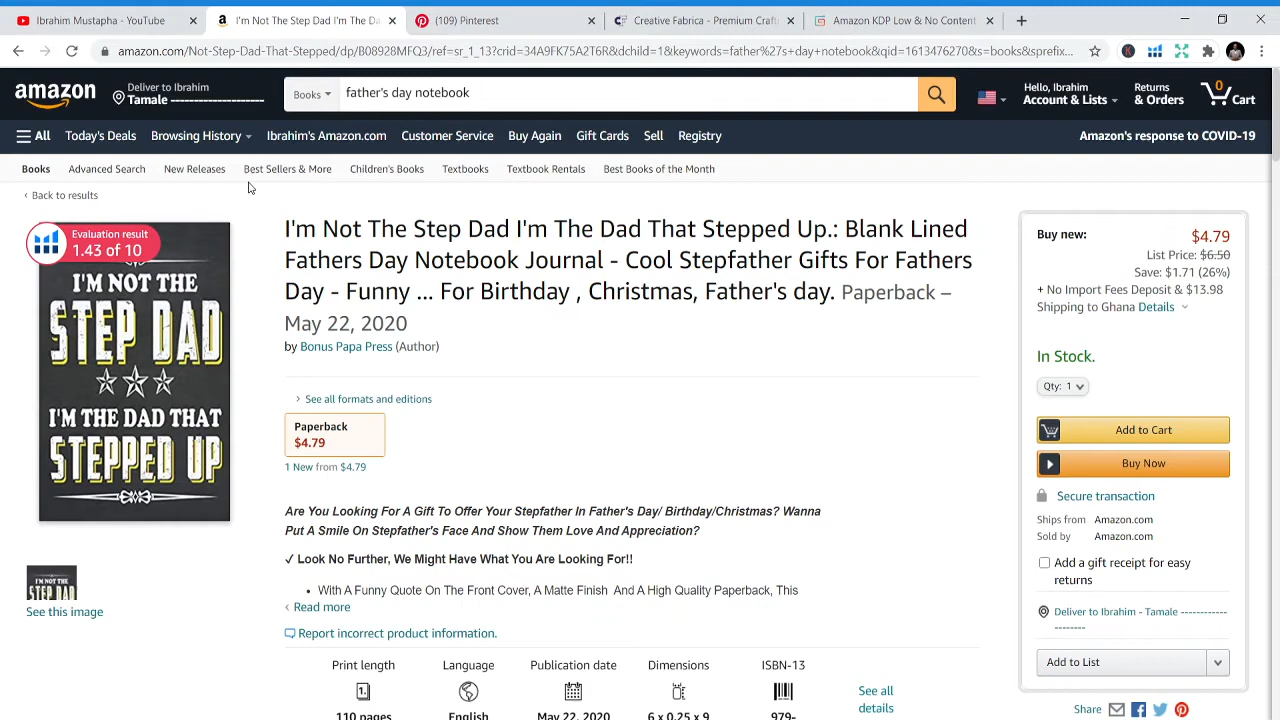 Ibrahim Mustapha - YouTube
I'm Not The Step Dad I'm The Da
(109) Pinterest
Creative Fabrica - Premium Craft
Amazon KDP Low & No Content
amazon.com/Not-Step-Dad-That-Stepped/dp/B08928MFQ3/ref=sr_1_13?crid=34A9FK75A2T6R&dchild=1&keywords=father%27s+day+notebook&qid=1613476270&s=books&sprefix...
amazon
Deliver to Ibrahim
Tamale --------------------
Books
father's day notebook
Hello, Ibrahim
Account & Lists
Returns
& Orders
0
Cart
All
Today's Deals
Browsing History
Ibrahim's Amazon.com
Customer Service
Buy Again
Gift Cards
Sell
Registry
Amazon's response to COVID-19
Books
Advanced Search
New Releases
Best Sellers & More
Children's Books
Textbooks
Textbook Rentals
Best Books of the Month
‹ Back to results
Evaluation result
1.43 of 10
I'M NOT THE
STEP DAD
I'M THE DAD THAT
STEPPED UP
I'M NOT THE
STEP DAD
See this image
I'm Not The Step Dad I'm The Dad That Stepped Up.: Blank Lined
Fathers Day Notebook Journal - Cool Stepfather Gifts For Fathers
Day - Funny ... For Birthday , Christmas, Father's day. Paperback –
May 22, 2020
by Bonus Papa Press (Author)
› See all formats and editions
Paperback
$4.79
1 New from $4.79
Are You Looking For A Gift To Offer Your Stepfather In Father's Day/ Birthday/Christmas? Wanna
Put A Smile On Stepfather's Face And Show Them Love And Appreciation?
✓ Look No Further, We Might Have What You Are Looking For!!
• With A Funny Quote On The Front Cover, A Matte Finish And A High Quality Paperback, This
‹ Read more
Report incorrect product information.
Print length
110 pages
Language
English
Publication date
May 22, 2020
Dimensions
6 x 0.25 x 9
ISBN-13
979-
See all
details
Buy new:
$4.79
List Price: $6.50
Save: $1.71 (26%)
+ No Import Fees Deposit & $13.98
Shipping to Ghana Details
In Stock.
Qty: 1
Add to Cart
Buy Now
Secure transaction
Ships from Amazon.com
Sold by Amazon.com
Add a gift receipt for easy
returns
Deliver to Ibrahim - Tamale ------------
--------
Add to List
Share